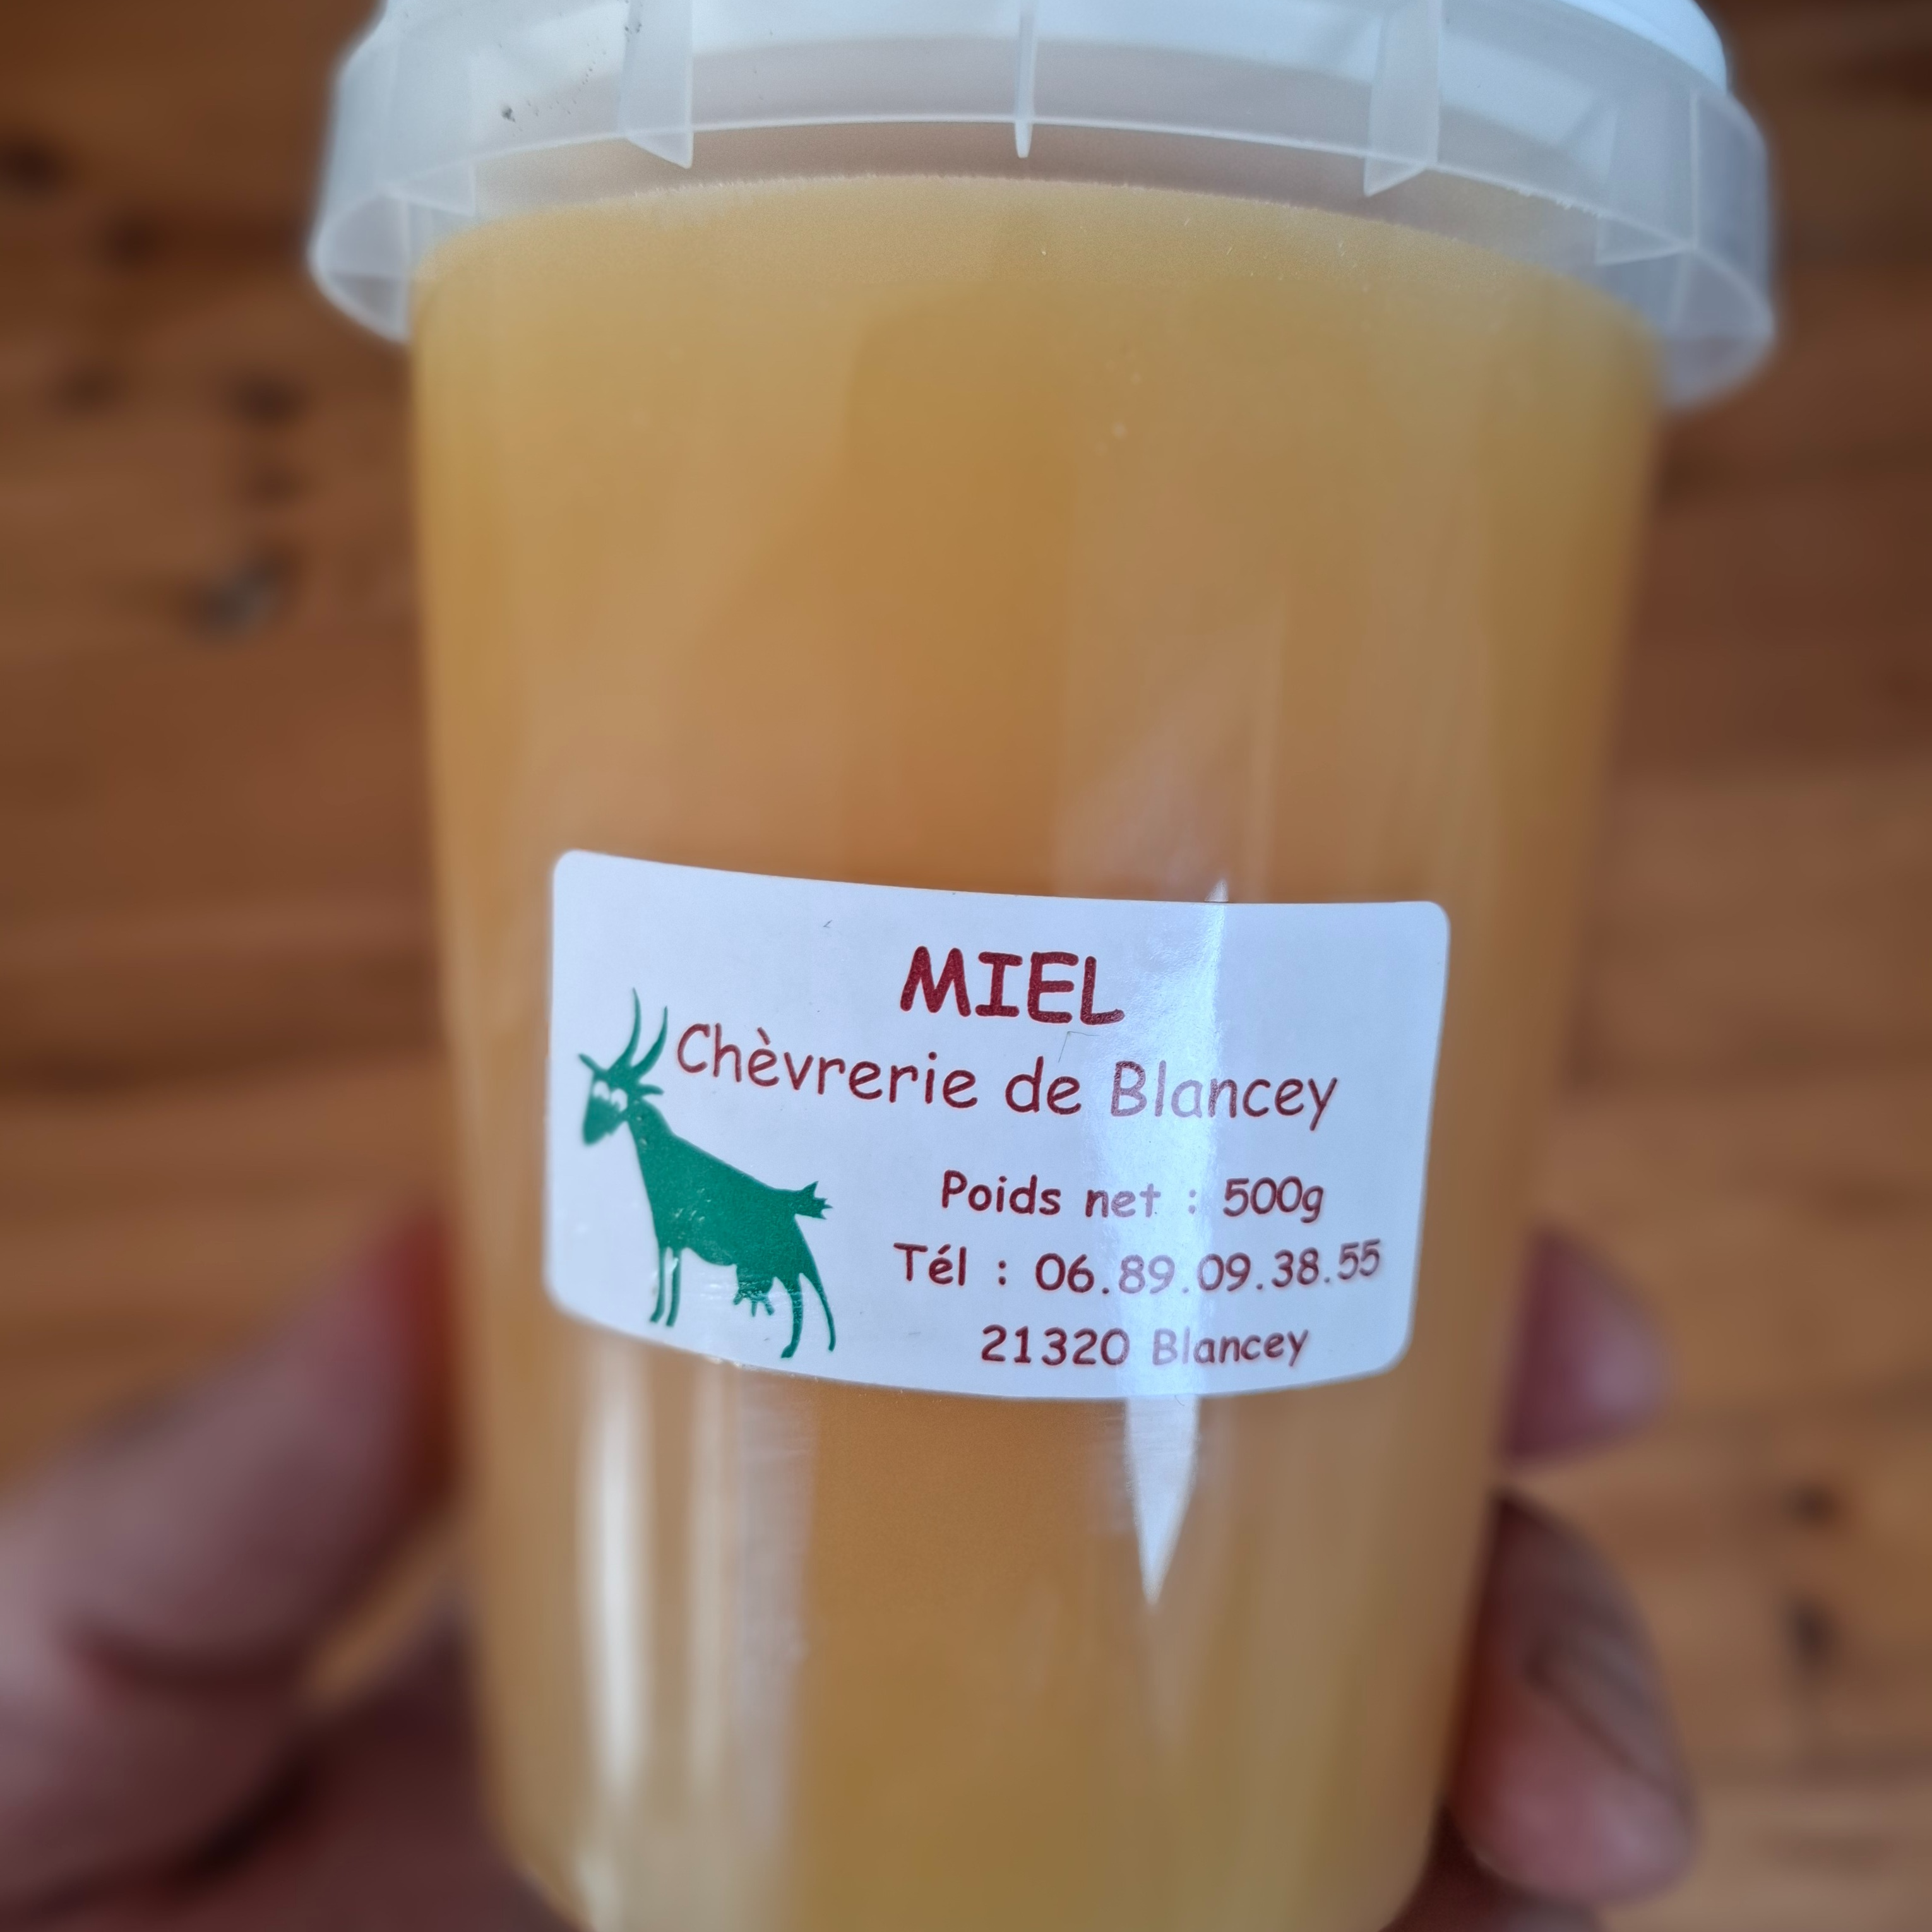 MIEL
Chèvrerie de Blancey
Poids net : 500g
Tél : 06.89.09.38.55
21320 Blancey